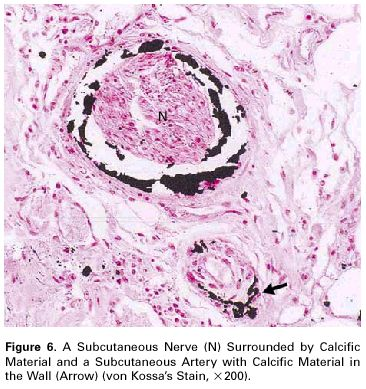 N
Figure 6. A Subcutaneous Nerve (N) Surrounded by Calcific
Material and a Subcutaneous Artery with Calcific Material in
the Wall (Arrow) (von Kossa's Stain, ×200).